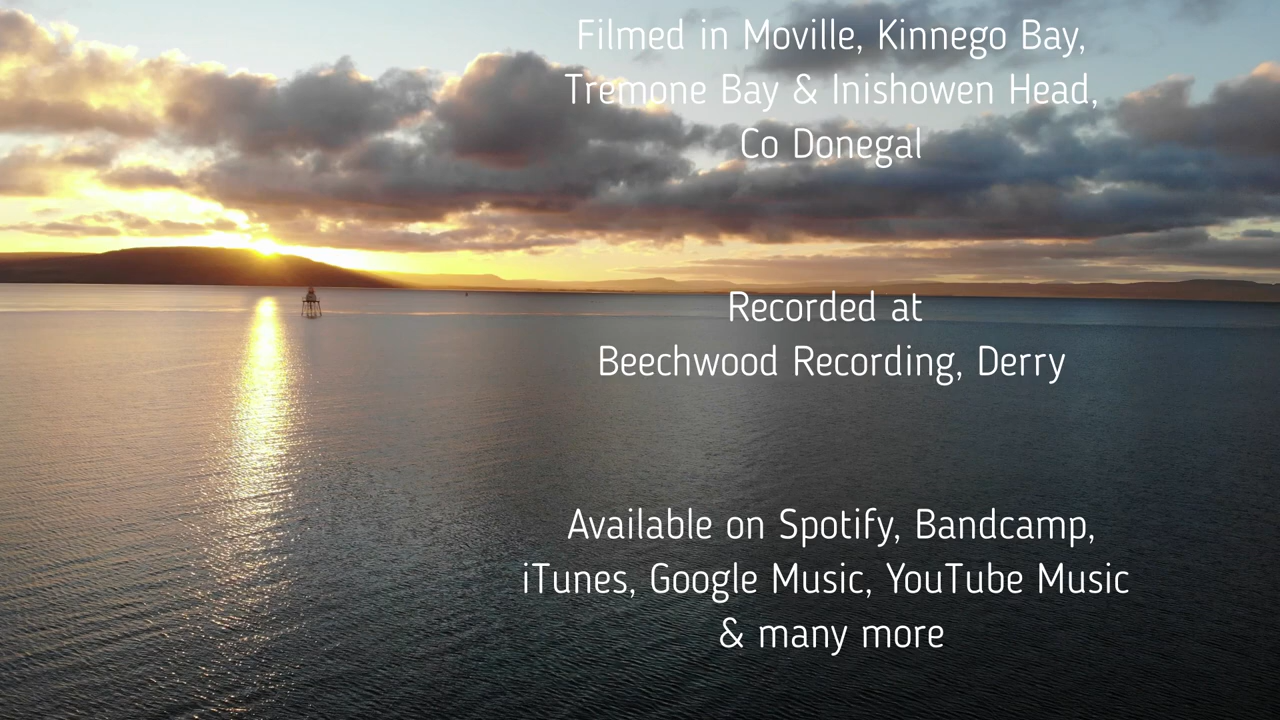 Filmed in Moville, Kinnego Bay,
Tremone Bay & Inishowen Head,
Co Donegal
Recorded at
Beechwood Recording, Derry
Available on Spotify, Bandcamp,
iTunes, Google Music, YouTube Music
& many more